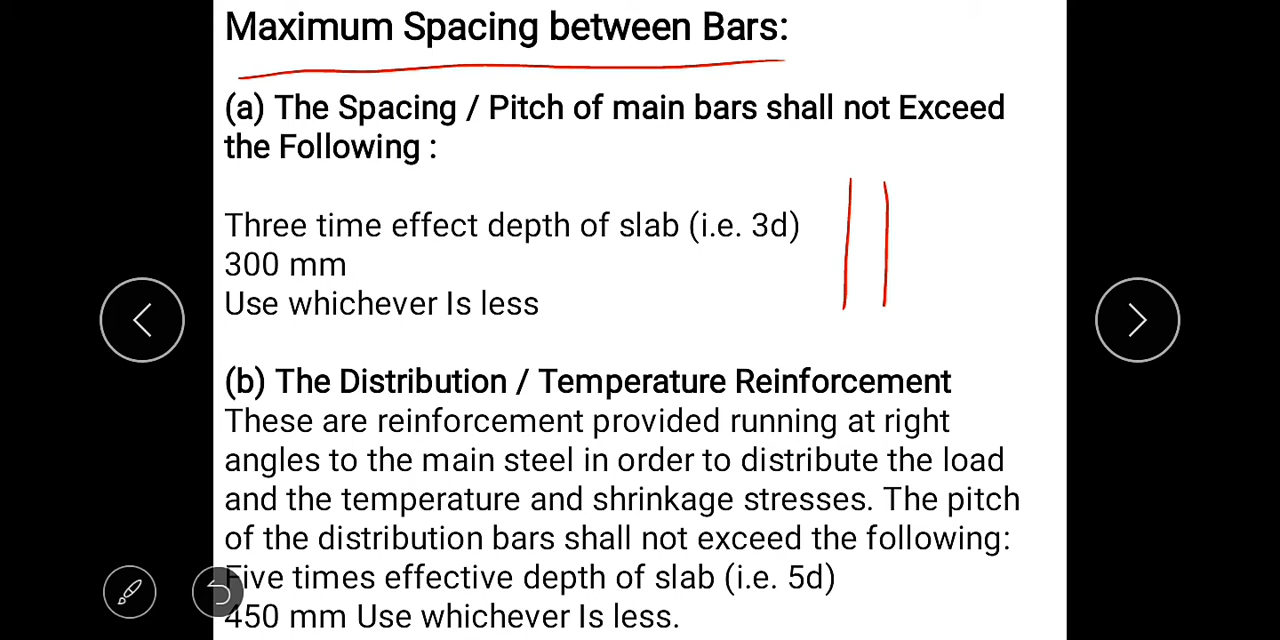 Maximum Spacing between Bars:
(a) The Spacing / Pitch of main bars shall not Exceed
the Following :
Three time effect depth of slab (i.e. 3d)
300 mm
Use whichever Is less
(b) The Distribution / Temperature Reinforcement
These are reinforcement provided running at right
angles to the main steel in order to distribute the load
and the temperature and shrinkage stresses. The pitch
of the distribution bars shall not exceed the following:
Five times effective depth of slab (i.e. 5d)
450 mm Use whichever Is less.